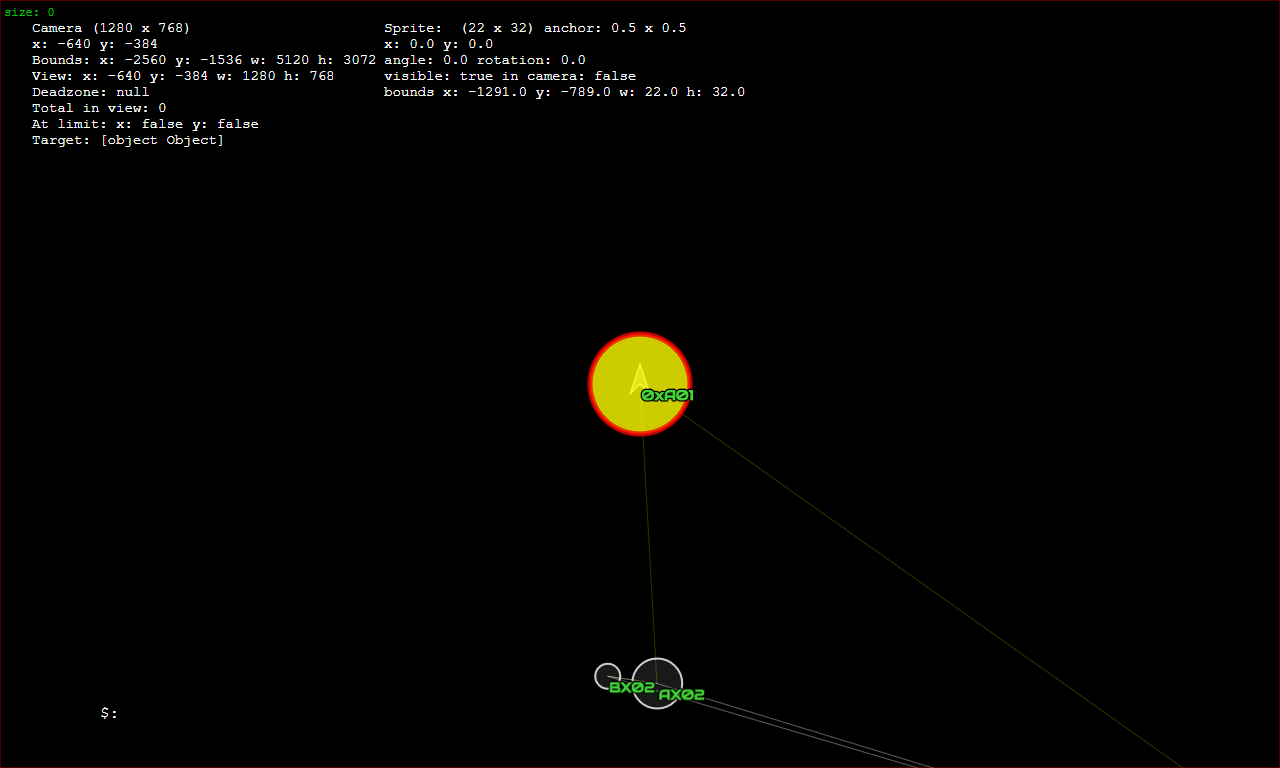 size: 0
Camera (1280 x 768)
x: -640 y: -384
Bounds: x: -2560 y: -1536 w: 5120 h: 3072
View: x: -640 y: -384 w: 1280 h: 768
Deadzone: null
Total in view: 0
At limit: x: false y: false
Target: [object Object]
Sprite:  (22 x 32) anchor: 0.5 x 0.5
x: 0.0 y: 0.0
angle: 0.0 rotation: 0.0
visible: true in camera: false
bounds x: -1291.0 y: -789.0 w: 22.0 h: 32.0
0xA01
BX02
AX02
$: